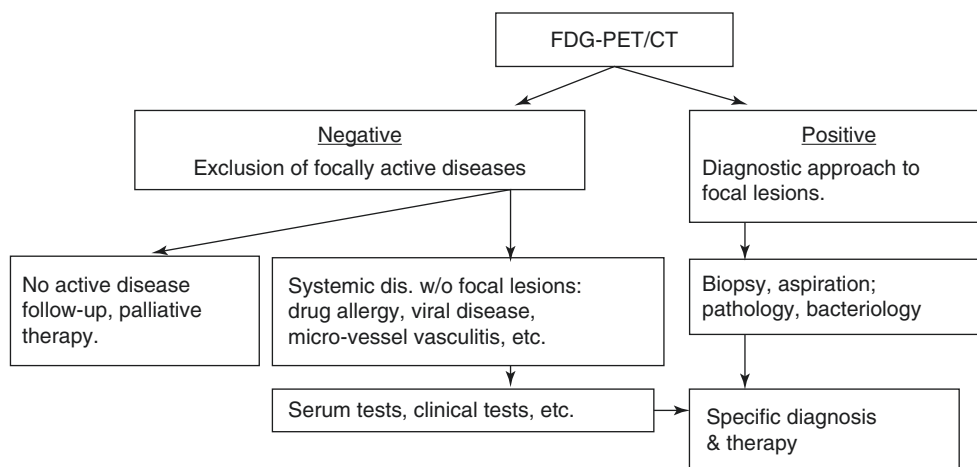 FDG-PET/CT
Negative
Exclusion of focally active diseases
Positive
Diagnostic approach to
focal lesions.
No active disease
follow-up, palliative
therapy.
Systemic dis. w/o focal lesions:
drug allergy, viral disease,
micro-vessel vasculitis, etc.
Biopsy, aspiration;
pathology, bacteriology
Serum tests, clinical tests, etc.
Specific diagnosis
& therapy